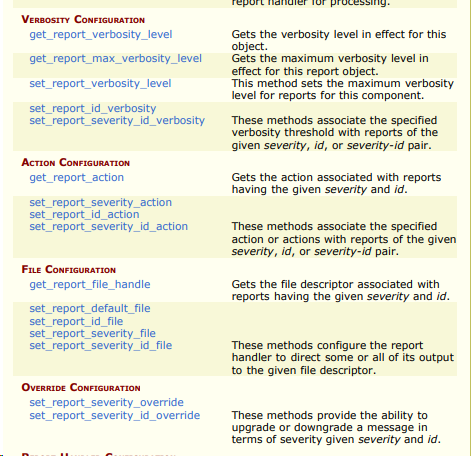 report handler for processing.
VERBOSITY CONFIGURATION
get_report_verbosity_level Gets the verbosity level in effect for this
object.
get_report_max_verbosity_level Gets the maximum verbosity level in
effect for this report object.
set_report_verbosity_level This method sets the maximum verbosity
level for reports for this component.
set_report_id_verbosity
set_report_severity_id_verbosity These methods associate the specified
verbosity threshold with reports of the
given severity, id, or severity-id pair.
ACTION CONFIGURATION
get_report_action Gets the action associated with reports
having the given severity and id.
set_report_severity_action
set_report_id_action
set_report_severity_id_action These methods associate the specified
action or actions with reports of the given
severity, id, or severity-id pair.
FILE CONFIGURATION
get_report_file_handle Gets the file descriptor associated with
reports having the given severity and id.
set_report_default_file
set_report_id_file
set_report_severity_file
set_report_severity_id_file These methods configure the report
handler to direct some or all of its output
to the given file descriptor.
OVERRIDE CONFIGURATION
set_report_severity_override
set_report_severity_id_override These methods provide the ability to
upgrade or downgrade a message in
terms of severity given severity and id.